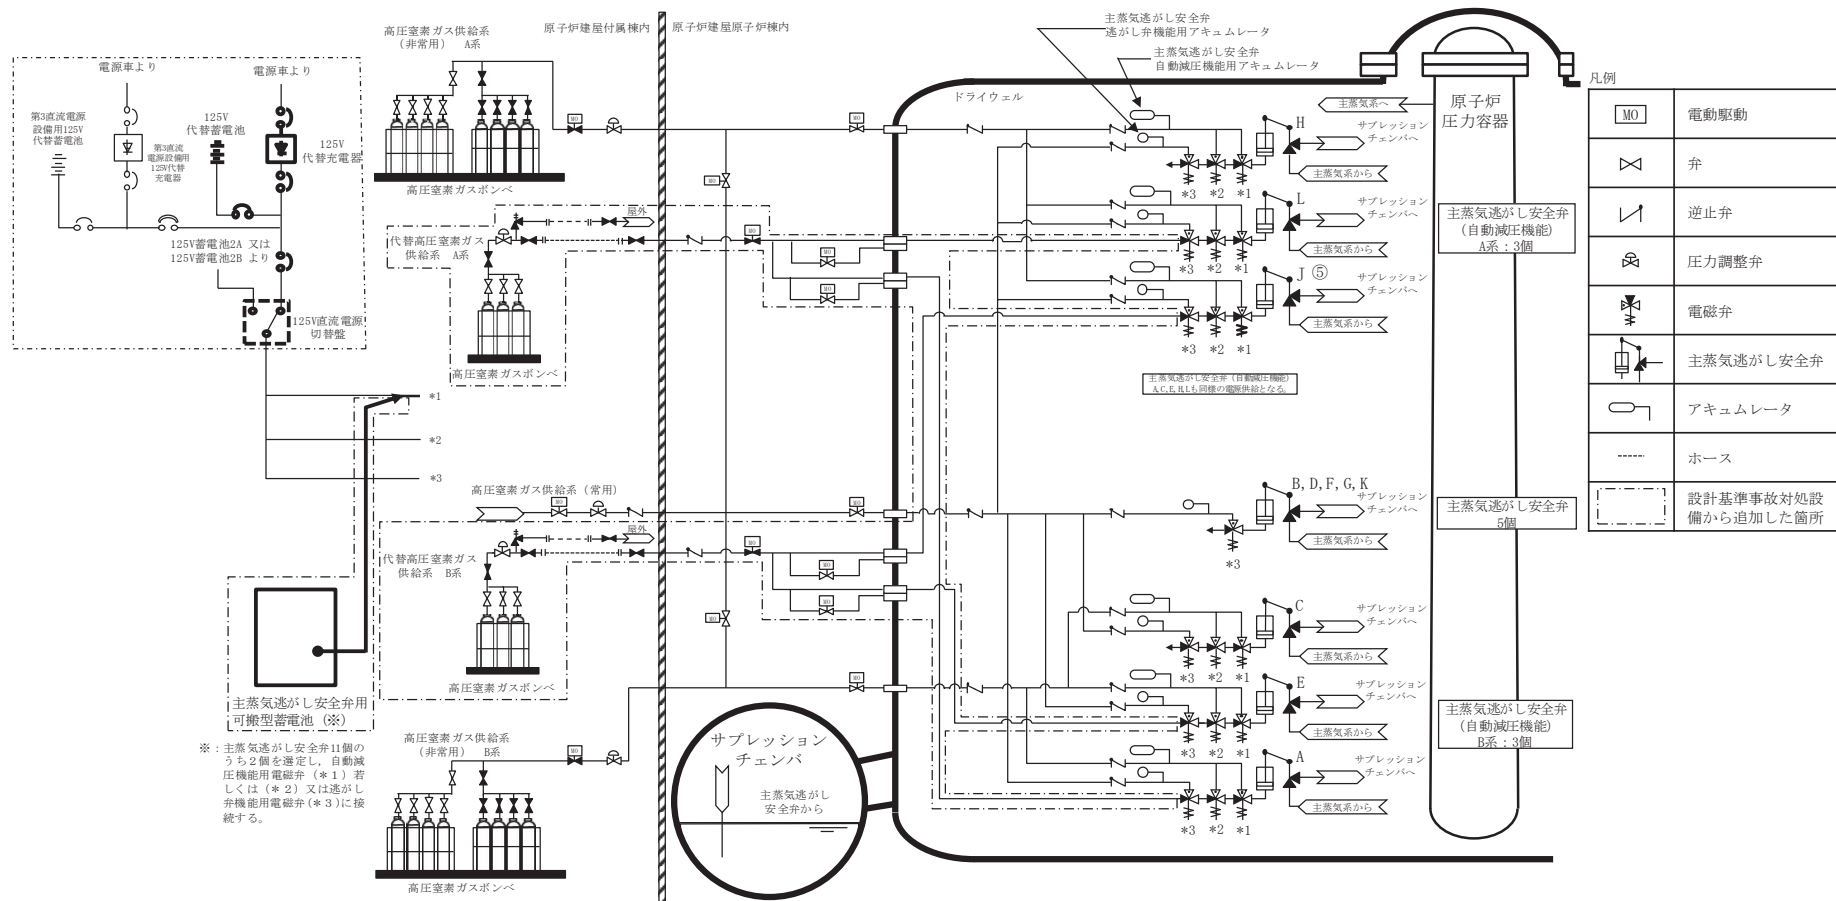 高圧窒素ガス供給系
(非常用) A系
原子炉建屋付属棟内
原子炉建屋原子炉棟内
主蒸気逃がし安全弁
逃がし弁機能用アキュムレータ
主蒸気逃がし安全弁
自動減圧機能用アキュムレータ
電源車より
電源車より
第3直流電源
設備用125V
代替蓄電池
第3直流
電源設備用
125V代替
充電器
125V
代替蓄電池
125V
代替充電器
125V蓄電池2A 又は
125V蓄電池2B より
125V直流電源
切替盤
高圧窒素ガスボンベ
MO
MO
MO
屋外
代替高圧窒素ガス
供給系 A系
MO
MO
MO
高圧窒素ガスボンベ
*1
*2
*3
高圧窒素ガス供給系(常用)
MO
MO
屋外
代替高圧窒素ガス
供給系 B系
MO
MO
MO
MO
高圧窒素ガスボンベ
MO
主蒸気逃がし安全弁用
可搬型蓄電池(※)
※:主蒸気逃がし安全弁11個の
うち2個を選定し,自動減
圧機能用電磁弁(*1)若
しくは(*2)又は逃がし
弁機能用電磁弁(*3)に接
続する。
高圧窒素ガス供給系
(非常用) B系
MO
高圧窒素ガスボンベ
サプレッション
チェンバ
主蒸気逃がし
安全弁から
ドライウェル
主蒸気系へ
原子炉
圧力容器
H
サプレッション
チェンバへ
主蒸気系から
*3 *2 *1
L
サプレッション
チェンバへ
主蒸気系から
*3 *2 *1
J ⑤
サプレッション
チェンバへ
主蒸気系から
*3 *2 *1
主蒸気逃がし安全弁(自動減圧機能)
A,C,E,H,Lも同様の電源供給となる。
主蒸気逃がし安全弁
(自動減圧機能)
A系:3個
B,D,F,G,K
サプレッション
チェンバへ
主蒸気系から
*3
主蒸気逃がし安全弁
5個
C
サプレッション
チェンバへ
主蒸気系から
*3 *2 *1
E
サプレッション
チェンバへ
主蒸気系から
*3 *2 *1
主蒸気逃がし安全弁
(自動減圧機能)
B系:3個
A
サプレッション
チェンバへ
主蒸気系から
*3 *2 *1
凡例
MO 電動駆動
弁
逆止弁
圧力調整弁
電磁弁
主蒸気逃がし安全弁
アキュムレータ
ホース
設計基準事故対処設
備から追加した箇所